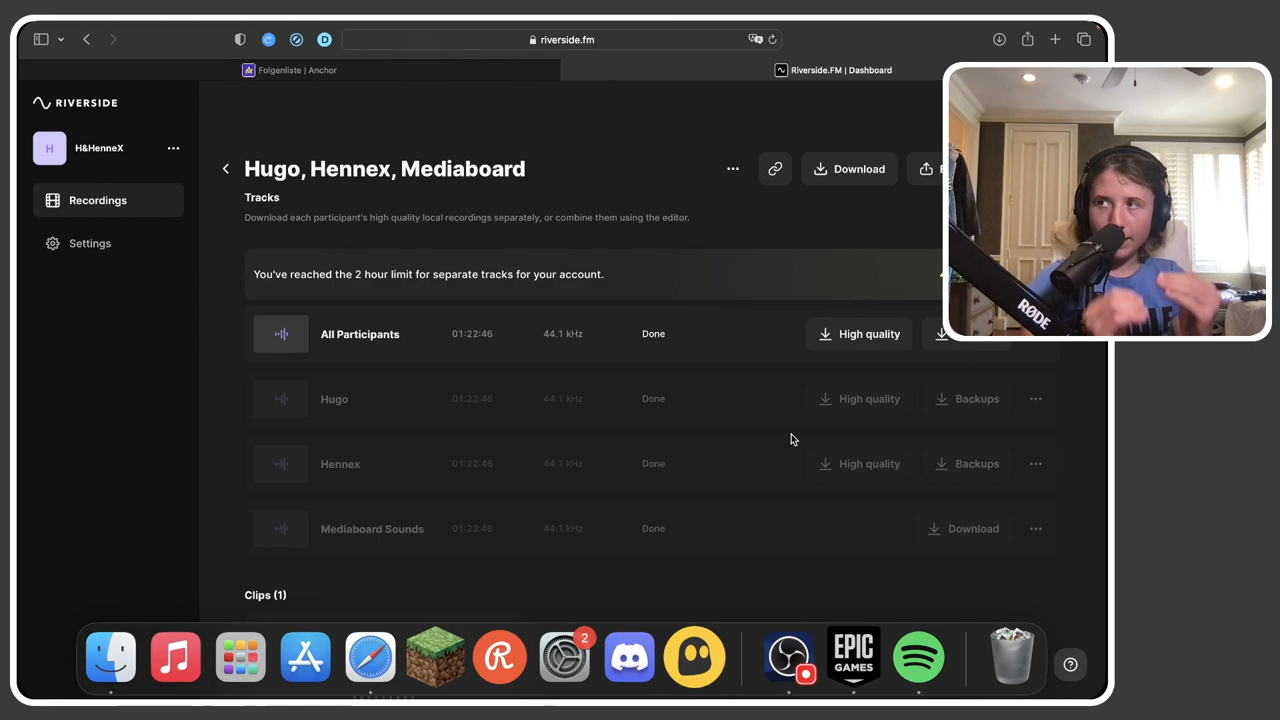 riverside.fm
Folgenliste | Anchor
Riverside.FM | Dashboard
RIVERSIDE
H
H&HenneX
Recordings
Settings
Hugo, Hennex, Mediaboard
Download
Tracks
Download each participant's high quality local recordings separately, or combine them using the editor.
You've reached the 2 hour limit for separate tracks for your account.
All Participants 01:22:46 44.1 kHz Done High quality
Hugo 01:22:46 44.1 kHz Done High quality Backups
Hennex 01:22:46 44.1 kHz Done High quality Backups
Mediaboard Sounds 01:22:46 44.1 kHz Done Download
Clips (1)
RØDE
2
EPIC
GAMES